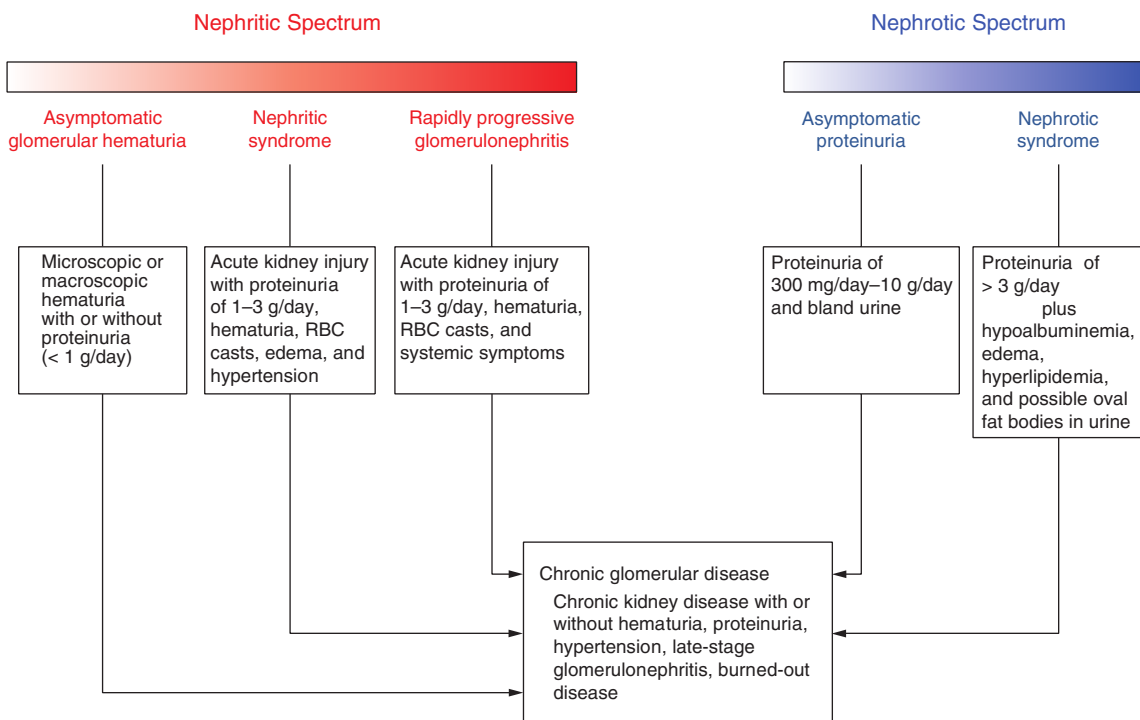 Nephritic Spectrum
Nephrotic Spectrum
Asymptomatic
glomerular hematuria
Nephritic
syndrome
Rapidly progressive
glomerulonephritis
Asymptomatic
proteinuria
Nephrotic
syndrome
Microscopic or
macroscopic
hematuria
with or without
proteinuria
(< 1 g/day)
Acute kidney injury
with proteinuria
of 1–3 g/day,
hematuria, RBC
casts, edema, and
hypertension
Acute kidney injury
with proteinuria of
1–3 g/day, hematuria,
RBC casts, and
systemic symptoms
Proteinuria of
300 mg/day–10 g/day
and bland urine
Proteinuria of
> 3 g/day
plus
hypoalbuminemia,
edema,
hyperlipidemia,
and possible oval
fat bodies in urine
Chronic glomerular disease
Chronic kidney disease with or
without hematuria, proteinuria,
hypertension, late-stage
glomerulonephritis, burned-out
disease